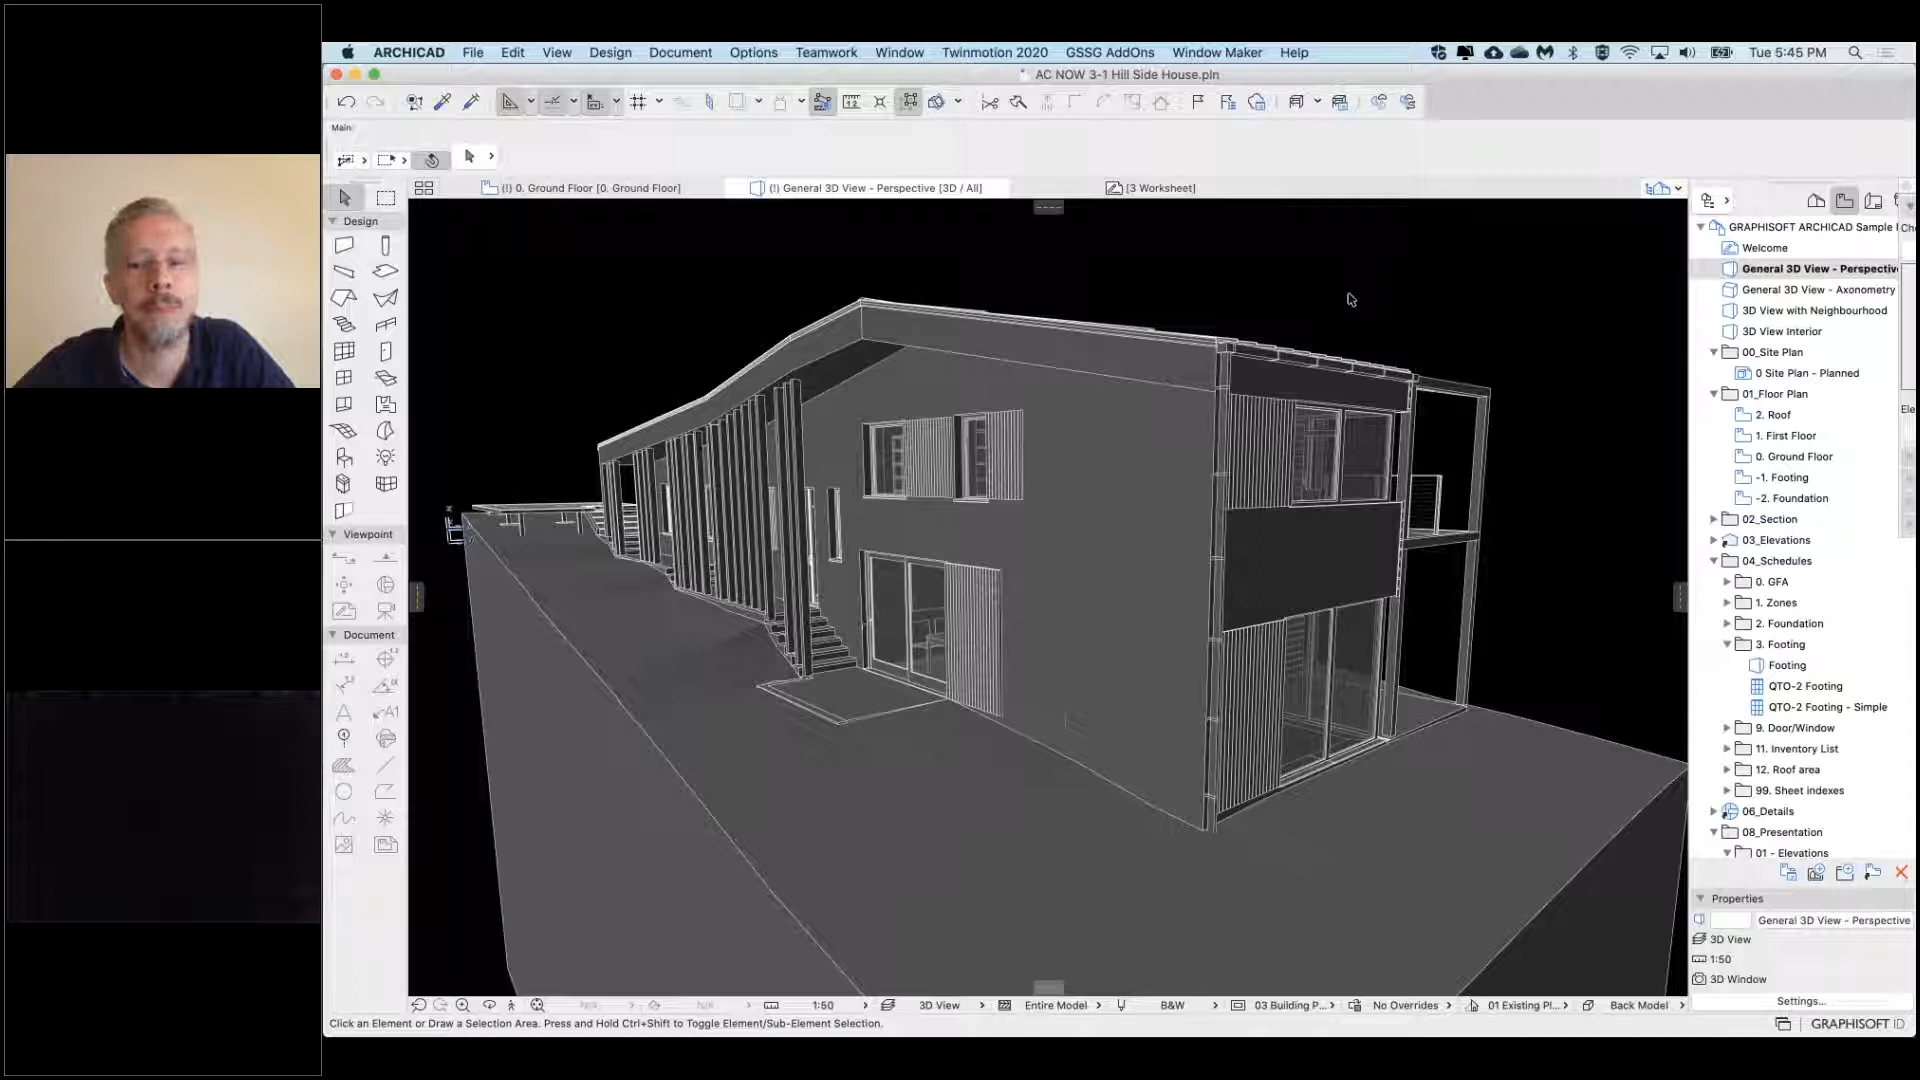 ARCHICAD File Edit View Design Document Options Teamwork Window Twinmotion 2020 GSSG AddOns Window Maker Help Tue 5:45 PM
AC NOW 3-1 Hill Side House.pln
Main:
(!) 0. Ground Floor [0. Ground Floor]
(!) General 3D View - Perspective [3D / All]
[3 Worksheet]
Design
Viewpoint
Document
GRAPHISOFT ARCHICAD Sample
Welcome
General 3D View - Perspective
General 3D View - Axonometry
3D View with Neighbourhood
3D View Interior
00_Site Plan
0 Site Plan - Planned
01_Floor Plan
2. Roof
1. First Floor
0. Ground Floor
-1. Footing
-2. Foundation
02_Section
03_Elevations
04_Schedules
0. GFA
1. Zones
2. Foundation
3. Footing
Footing
QTO-2 Footing
QTO-2 Footing - Simple
9. Door/Window
11. Inventory List
12. Roof area
99. Sheet indexes
06_Details
08_Presentation
01 - Elevations
Properties
General 3D View - Perspective
3D View
1:50
3D Window
Settings...
N/A 1:50 3D View Entire Model B&W 03 Building P... No Overrides 01 Existing Pl... Back Model
Click an Element or Draw a Selection Area. Press and Hold Ctrl+Shift to Toggle Element/Sub-Element Selection.
GRAPHISOFT ID